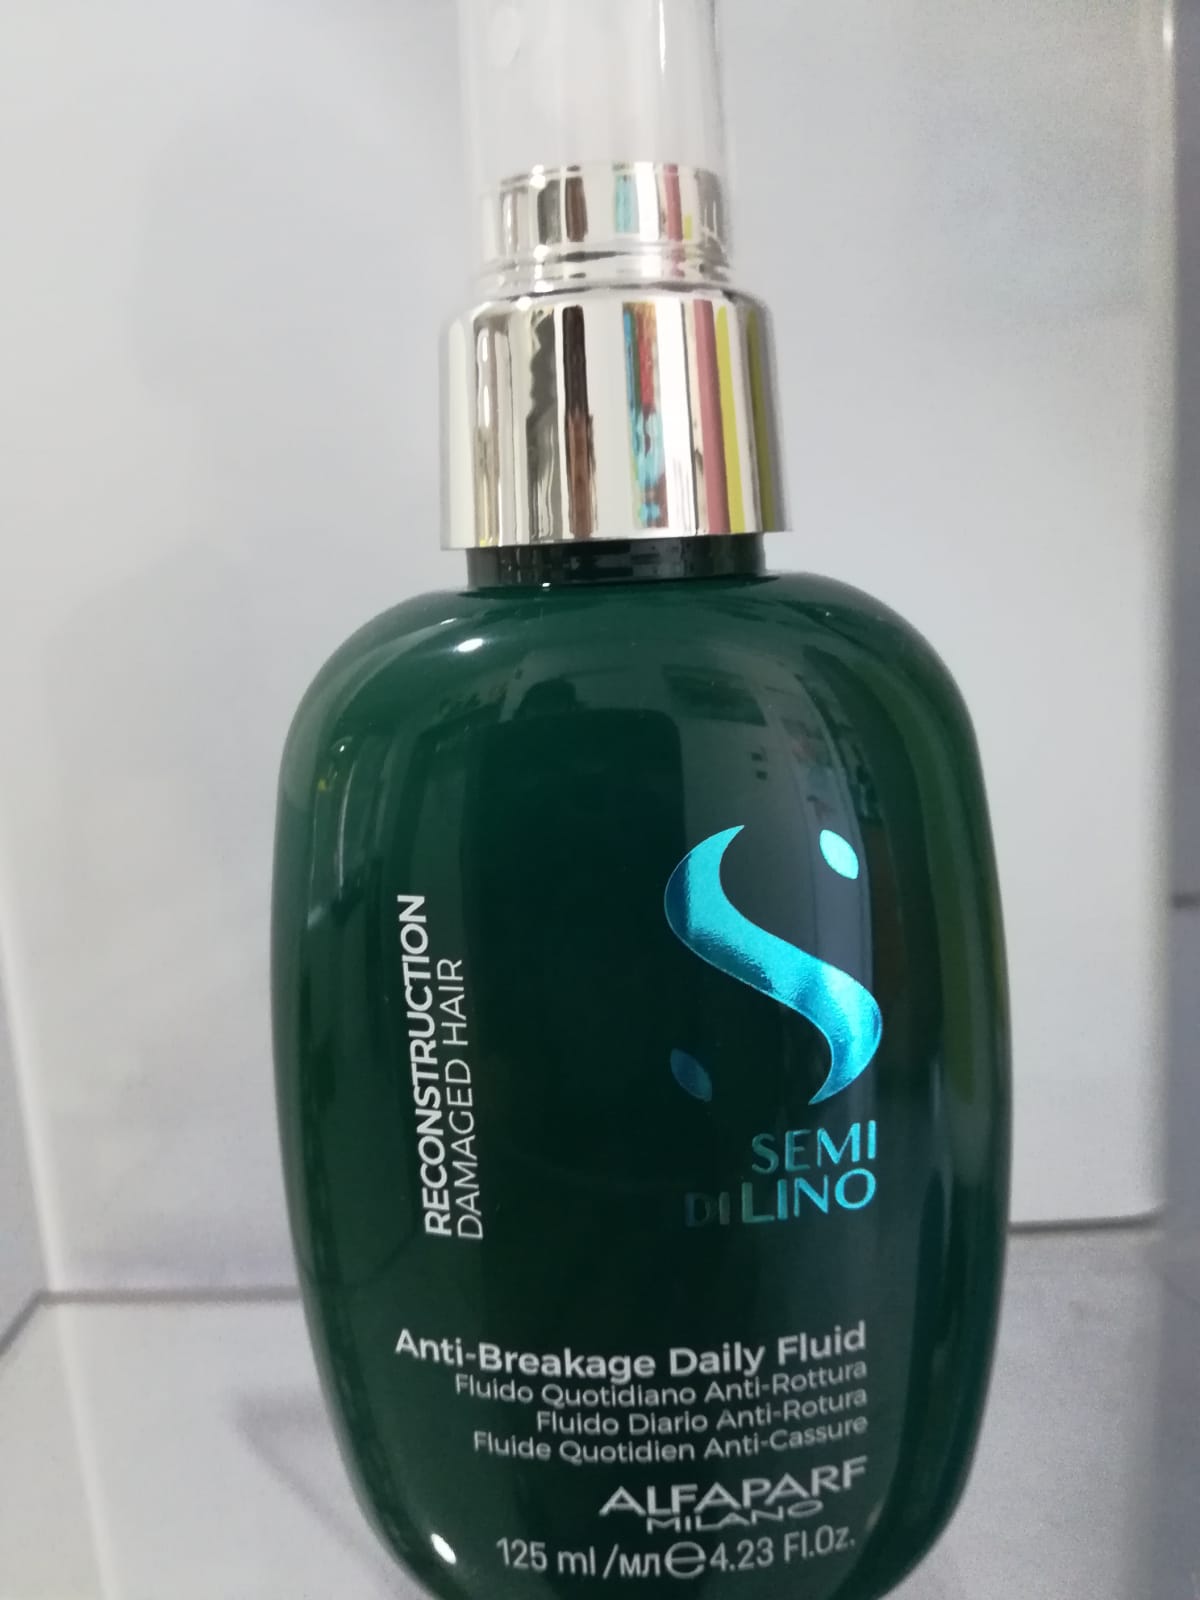 RECONSTRUCTION
DAMAGED HAIR
SEMI
DI LINO
Anti-Breakage Daily Fluid
Fluido Quotidiano Anti-Rottura
Fluido Diario Anti-Rotura
Fluide Quotidien Anti-Cassure
ALFAPARF
MILANO
125 ml /мл ℮ 4.23 Fl.Oz.